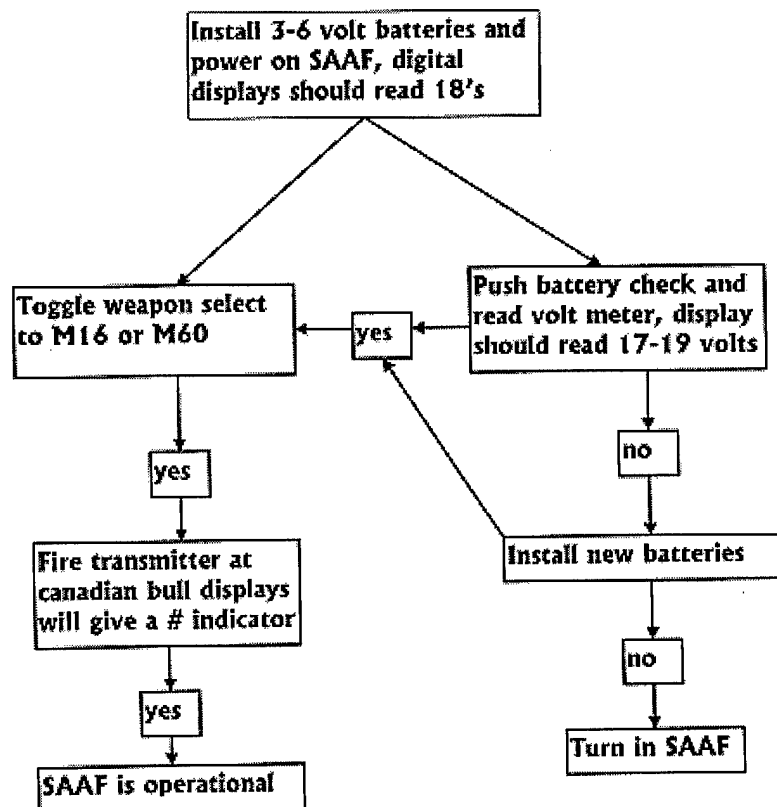 Install 3-6 volt batteries and
power on SAAF, digital
displays should read 18's
Toggle weapon select
to M16 or M60
yes
Push battery check and
read volt meter, display
should read 17-19 volts
yes
no
Fire transmitter at
canadian bull displays
will give a # indicator
Install new batteries
yes
no
SAAF is operational
Turn in SAAF